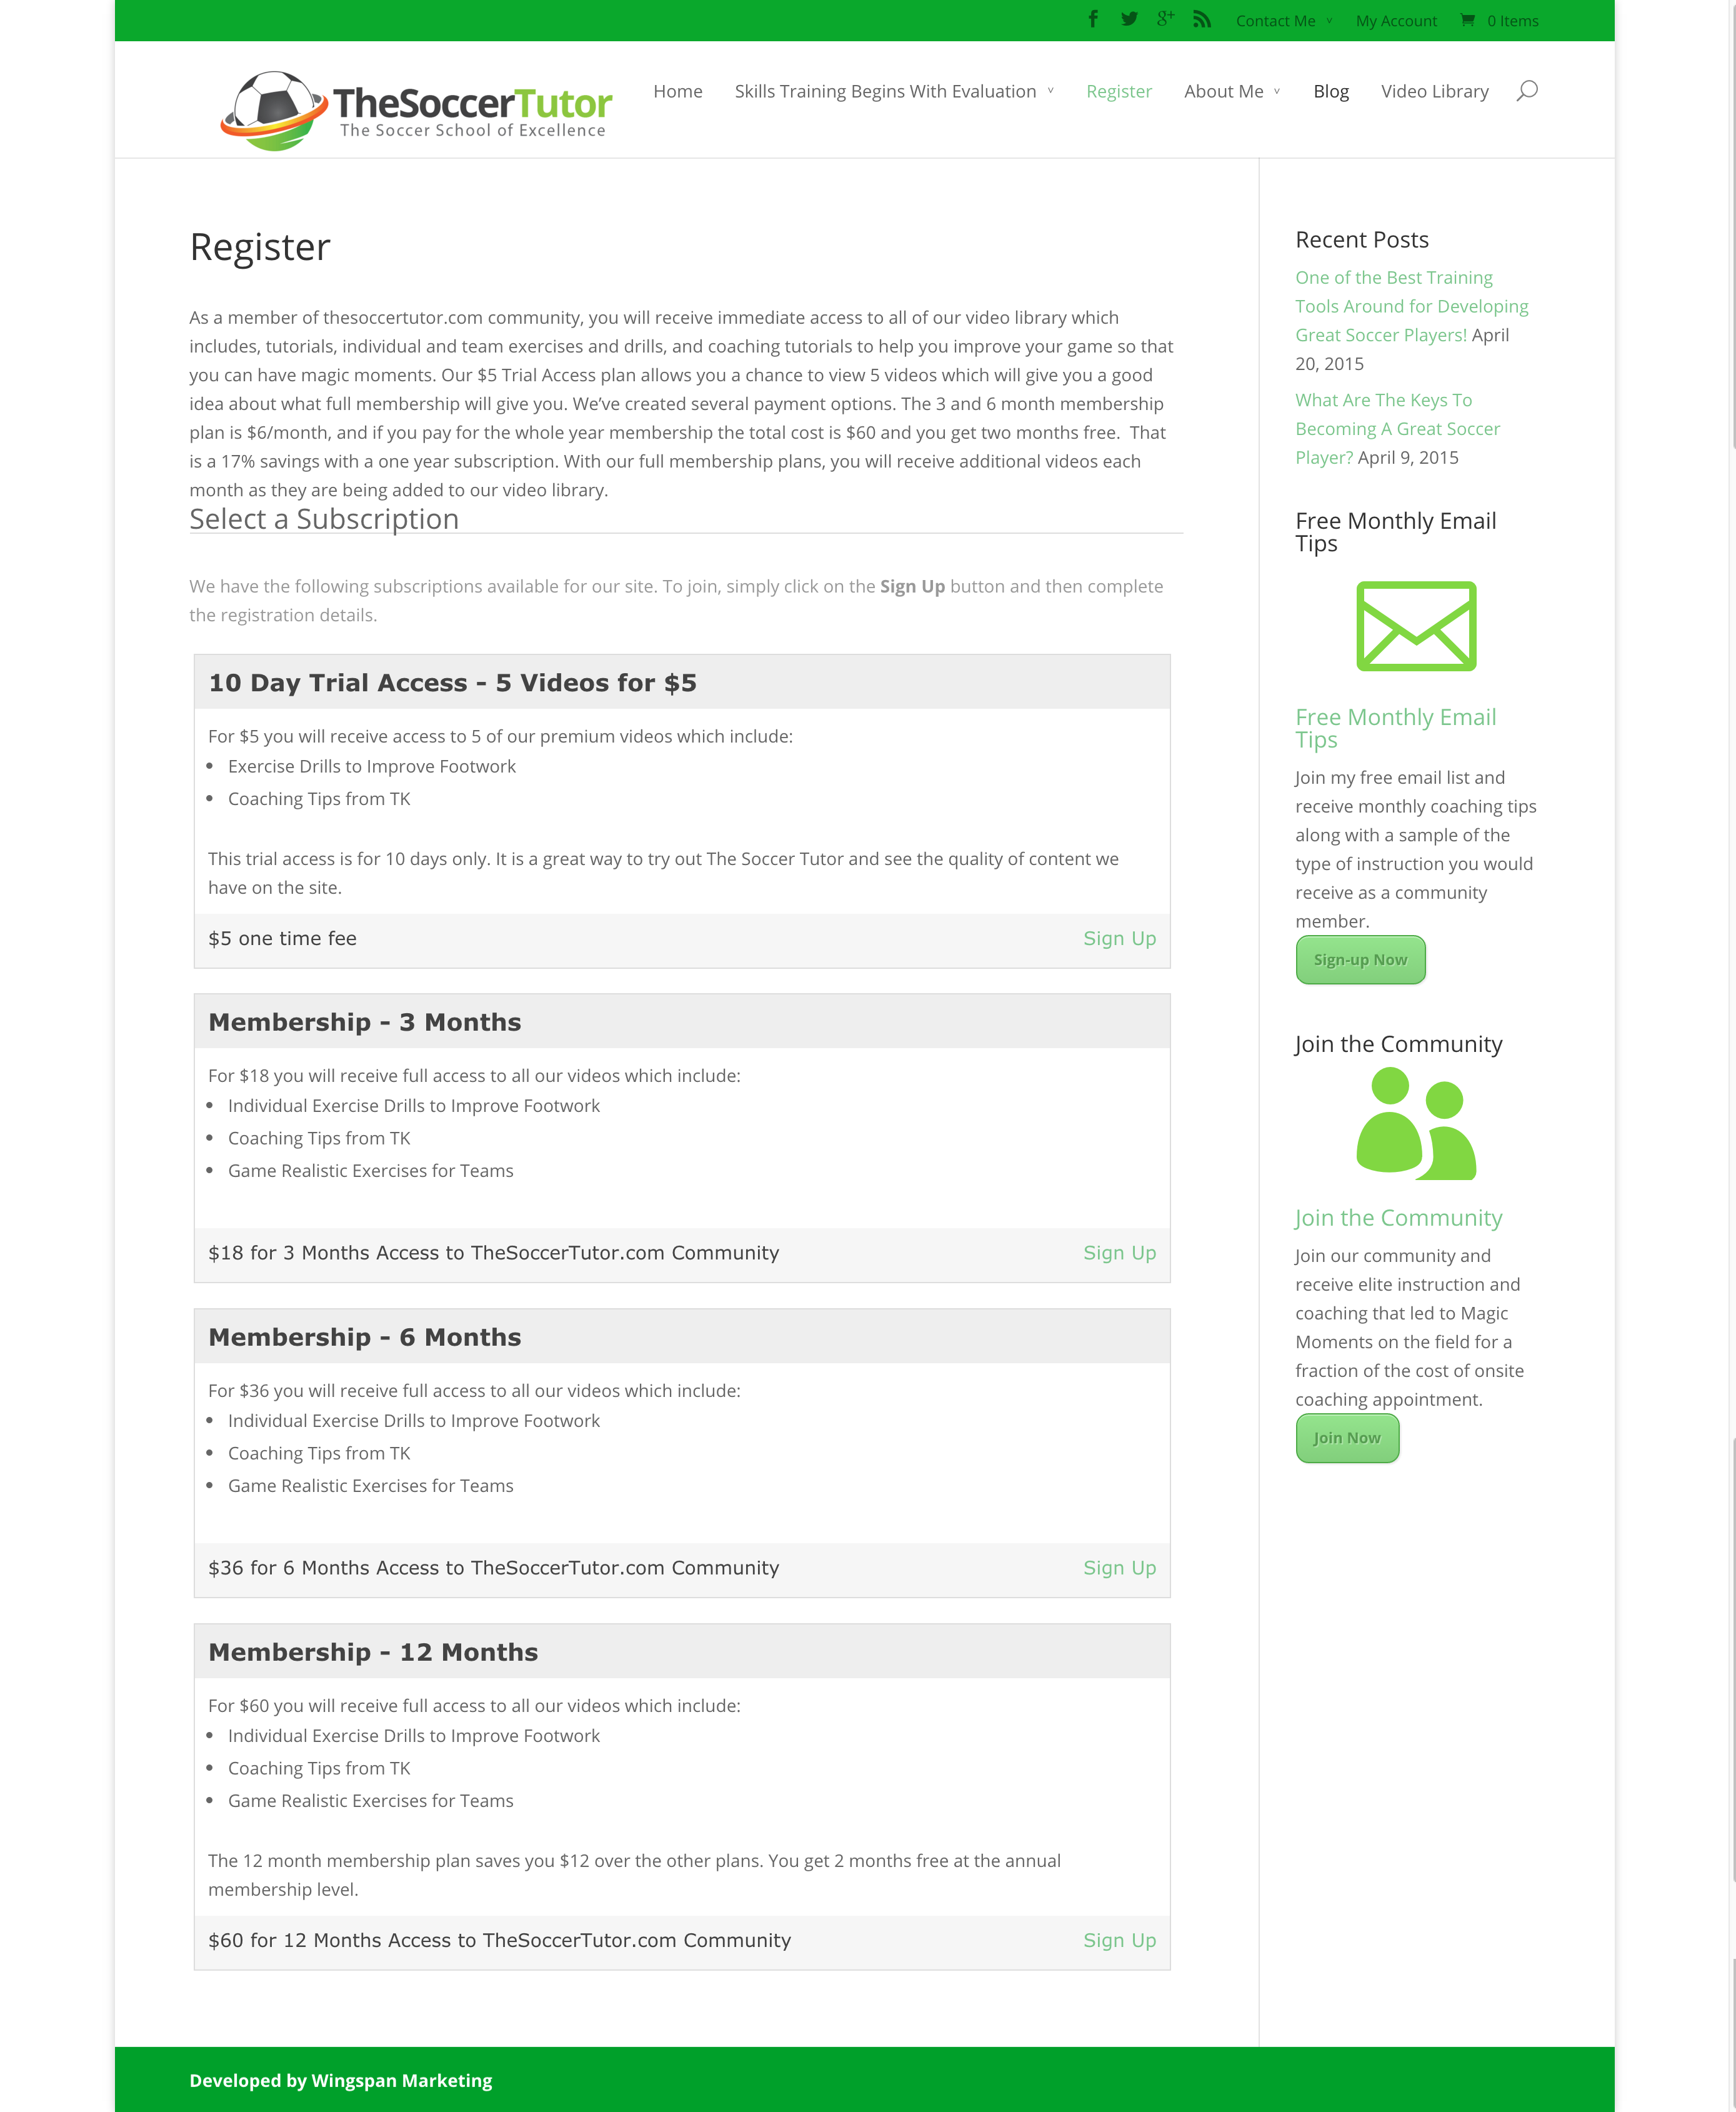 Contact Me
My Account
0 Items
TheSoccerTutor
The Soccer School of Excellence
Home
Skills Training Begins With Evaluation
Register
About Me
Blog
Video Library
Register
As a member of thesoccertutor.com community, you will receive immediate access to all of our video library which
includes, tutorials, individual and team exercises and drills, and coaching tutorials to help you improve your game so that
you can have magic moments. Our $5 Trial Access plan allows you a chance to view 5 videos which will give you a good
idea about what full membership will give you. We’ve created several payment options. The 3 and 6 month membership
plan is $6/month, and if you pay for the whole year membership the total cost is $60 and you get two months free.  That
is a 17% savings with a one year subscription. With our full membership plans, you will receive additional videos each
month as they are being added to our video library.
Select a Subscription
We have the following subscriptions available for our site. To join, simply click on the Sign Up button and then complete
the registration details.
10 Day Trial Access - 5 Videos for $5
For $5 you will receive access to 5 of our premium videos which include:
• Exercise Drills to Improve Footwork
• Coaching Tips from TK
This trial access is for 10 days only. It is a great way to try out The Soccer Tutor and see the quality of content we
have on the site.
$5 one time fee
Sign Up
Membership - 3 Months
For $18 you will receive full access to all our videos which include:
• Individual Exercise Drills to Improve Footwork
• Coaching Tips from TK
• Game Realistic Exercises for Teams
$18 for 3 Months Access to TheSoccerTutor.com Community
Sign Up
Membership - 6 Months
For $36 you will receive full access to all our videos which include:
• Individual Exercise Drills to Improve Footwork
• Coaching Tips from TK
• Game Realistic Exercises for Teams
$36 for 6 Months Access to TheSoccerTutor.com Community
Sign Up
Membership - 12 Months
For $60 you will receive full access to all our videos which include:
• Individual Exercise Drills to Improve Footwork
• Coaching Tips from TK
• Game Realistic Exercises for Teams
The 12 month membership plan saves you $12 over the other plans. You get 2 months free at the annual
membership level.
$60 for 12 Months Access to TheSoccerTutor.com Community
Sign Up
Recent Posts
One of the Best Training
Tools Around for Developing
Great Soccer Players! April
20, 2015
What Are The Keys To
Becoming A Great Soccer
Player? April 9, 2015
Free Monthly Email
Tips
Free Monthly Email
Tips
Join my free email list and
receive monthly coaching tips
along with a sample of the
type of instruction you would
receive as a community
member.
Sign-up Now
Join the Community
Join the Community
Join our community and
receive elite instruction and
coaching that led to Magic
Moments on the field for a
fraction of the cost of onsite
coaching appointment.
Join Now
Developed by Wingspan Marketing